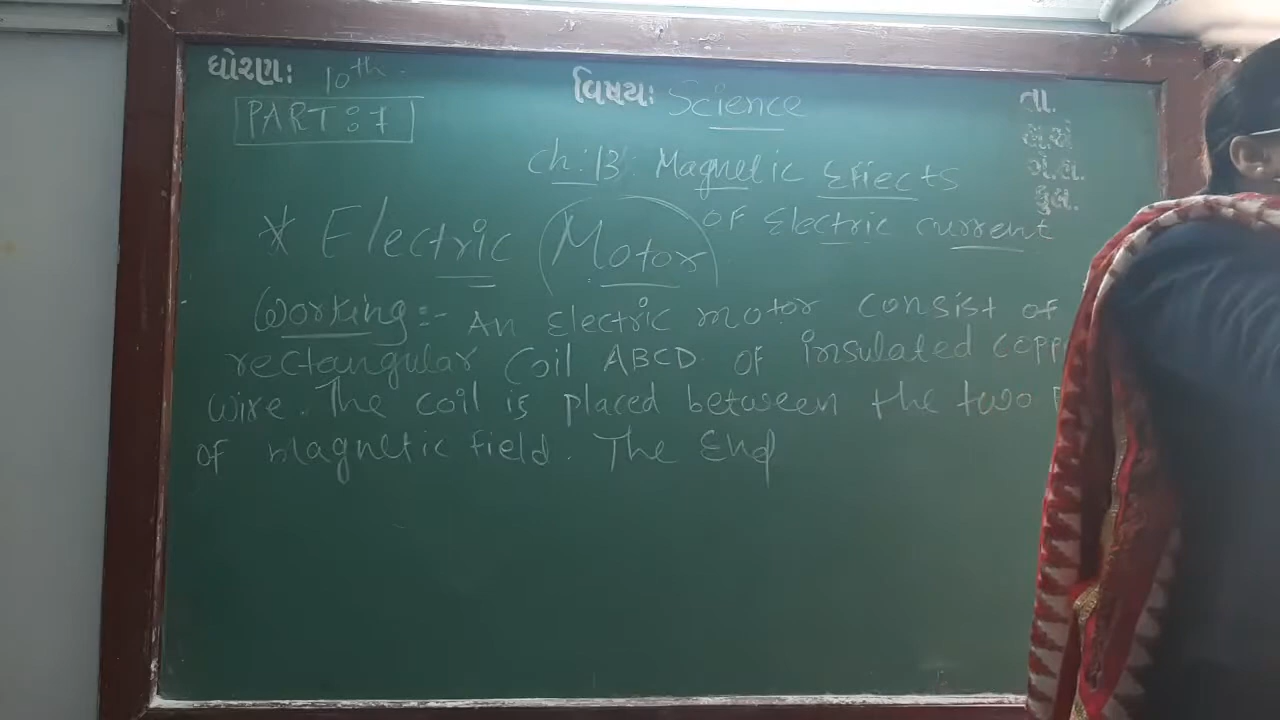 ધોરણ: 10th
વિષય: Science
તા.
PART: 7
Ch: 13: Magnetic Effects
OF Electric current
* Electric Motor
ગે.હા.
કુલ.
Working:- An Electric motor consist of
rectangular Coil ABCD OF insulated
wire. The coil is placed between the two
OF Magnetic field. The End